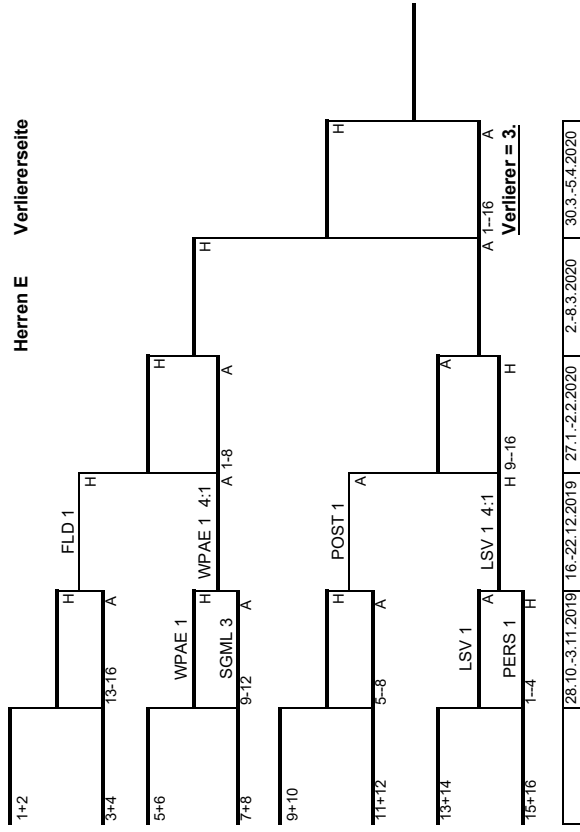 Herren E Verliererseite
1+2
H
FLD 1
H
3+4
13-16
A
H
H
5+6
WPAE 1
H
WPAE 1 4:1
7+8
SGML 3
9-12
A
A
1-8
A
H
9+10
H
POST 1
A
11+12
5--8
A
A
13+14
LSV 1
A
LSV 1 4:1
A
1--16
A
Verlierer = 3.
15+16
PERS 1
1--4
H
H
9--16
H
28.10.-3.11.2019
16.-22.12.2019
27.1.-2.2.2020
2.-8.3.2020
30.3.-5.4.2020